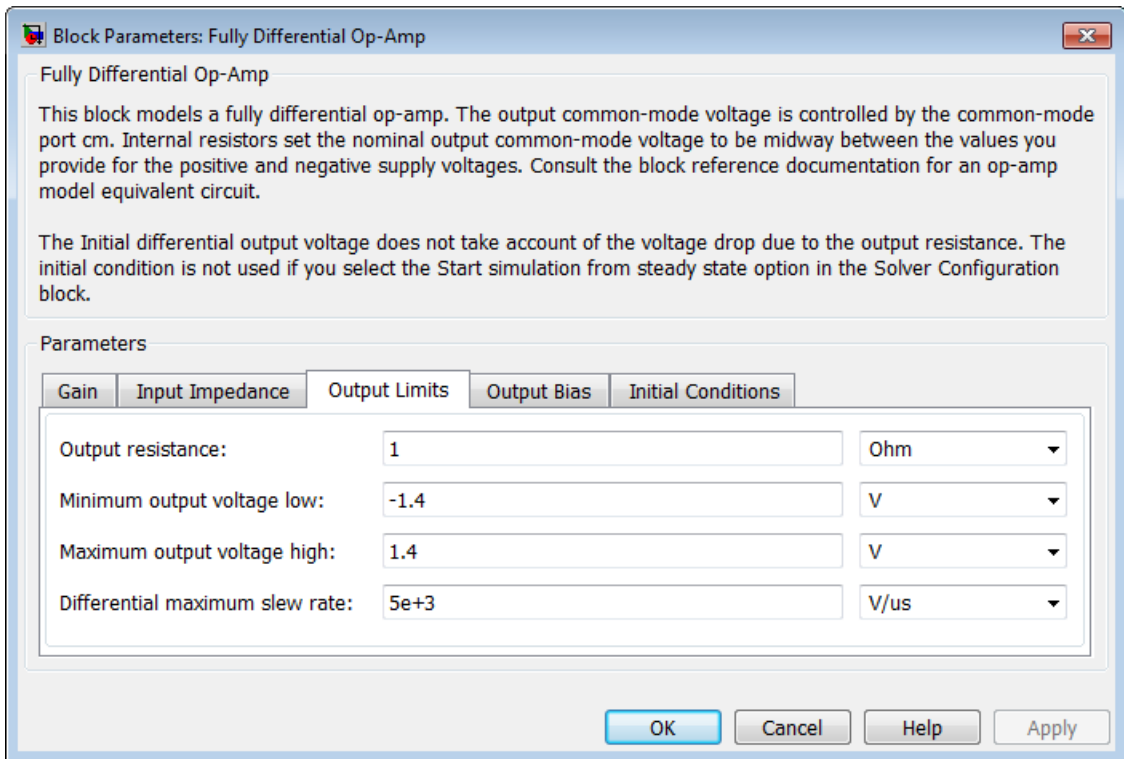 Block Parameters: Fully Differential Op-Amp
Fully Differential Op-Amp
This block models a fully differential op-amp. The output common-mode voltage is controlled by the common-mode
port cm. Internal resistors set the nominal output common-mode voltage to be midway between the values you
provide for the positive and negative supply voltages. Consult the block reference documentation for an op-amp
model equivalent circuit.
The Initial differential output voltage does not take account of the voltage drop due to the output resistance. The
initial condition is not used if you select the Start simulation from steady state option in the Solver Configuration
block.
Parameters
Gain Input Impedance Output Limits Output Bias Initial Conditions
Output resistance: 1 Ohm
Minimum output voltage low: -1.4 V
Maximum output voltage high: 1.4 V
Differential maximum slew rate: 5e+3 V/us
OK Cancel Help Apply